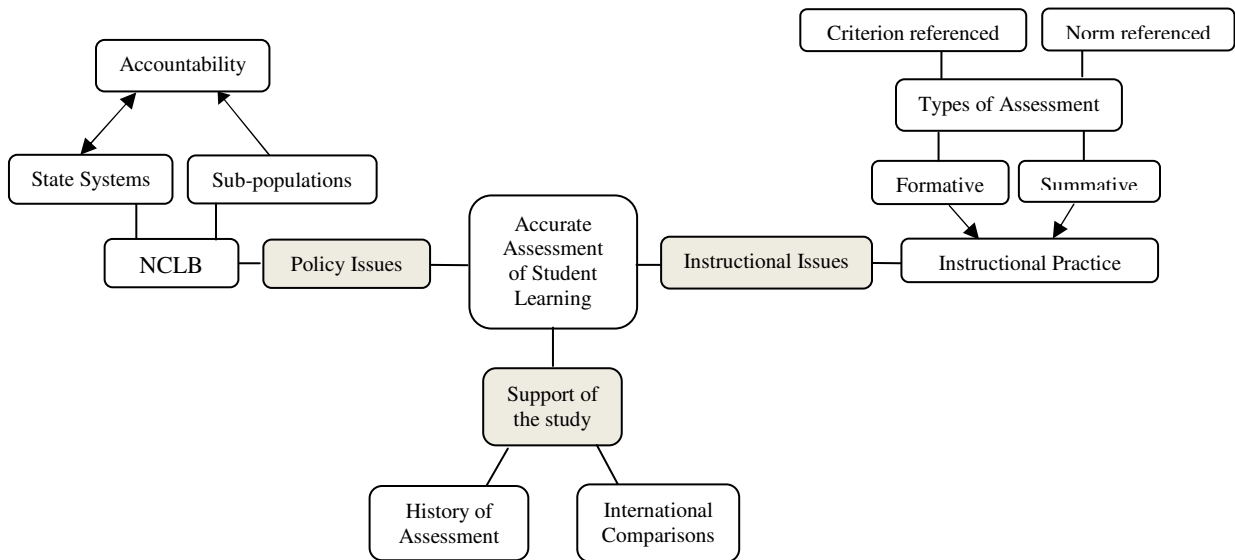 Criterion referenced
Norm referenced
Accountability
Types of Assessment
State Systems
Sub-populations
Formative
Summative
Accurate
Assessment
of Student
Learning
NCLB
Policy Issues
Instructional Issues
Instructional Practice
Support of
the study
History of
Assessment
International
Comparisons